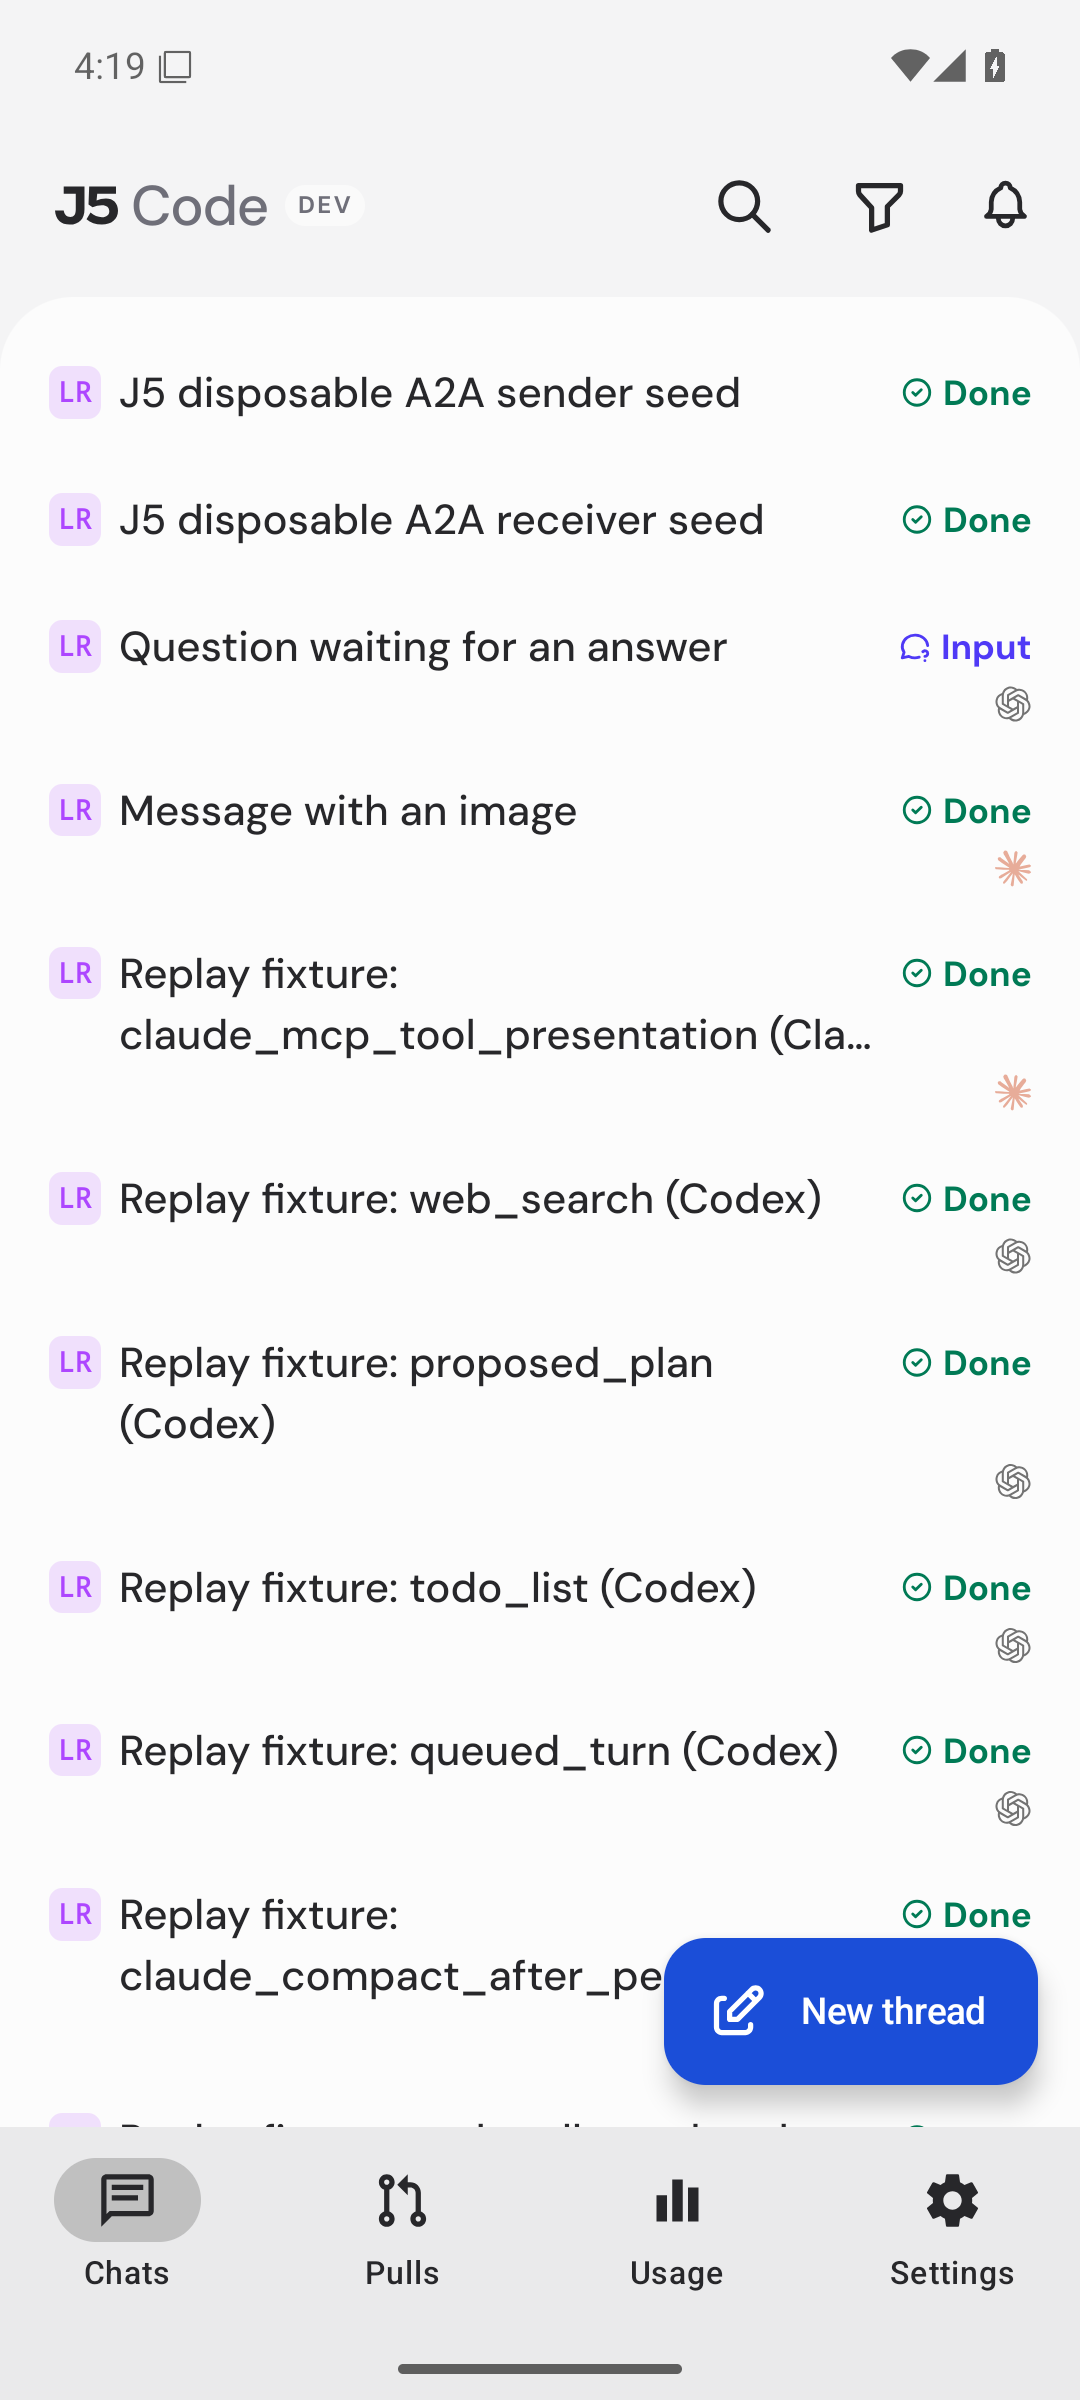 4:19
J5 Code DEV
LR J5 disposable A2A sender seed Done
LR J5 disposable A2A receiver seed Done
LR Question waiting for an answer Input
LR Message with an image Done
LR Replay fixture: Done
claude_mcp_tool_presentation (Cla...
LR Replay fixture: web_search (Codex) Done
LR Replay fixture: proposed_plan Done
(Codex)
LR Replay fixture: todo_list (Codex) Done
LR Replay fixture: queued_turn (Codex) Done
LR Replay fixture: Done
claude_compact_after_pe
New thread
Chats Pulls Usage Settings